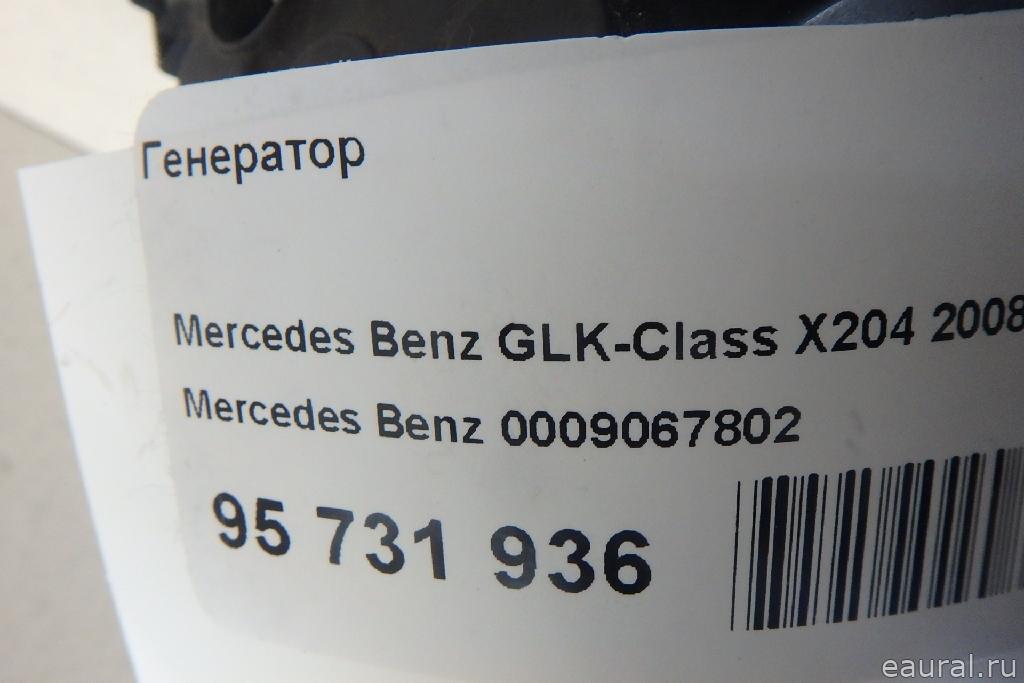 Генератор
Mercedes Benz GLK-Class X204 2008
Mercedes Benz 0009067802
95 731 936
eaural.ru